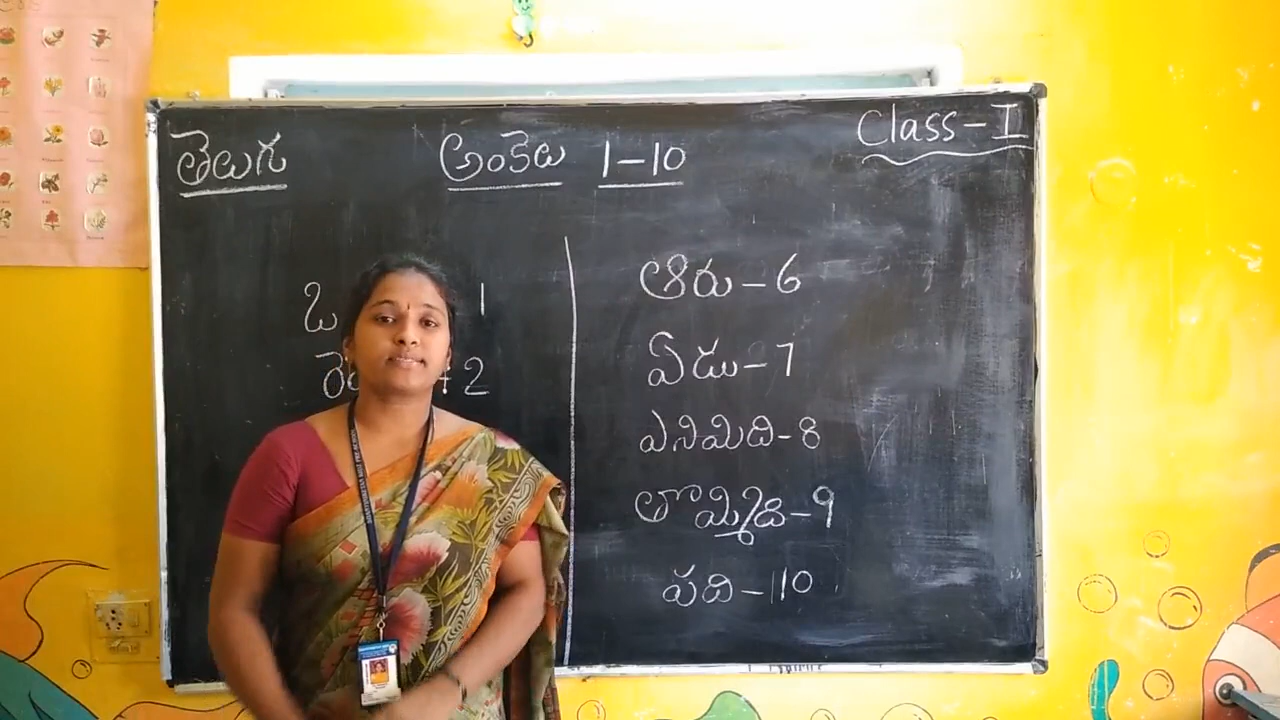 తెలుగు
అంకెలు 1-10
Class-I
1
2
ఆరు-6
ఏడు-7
ఎనిమిది-8
తొమ్మిది-9
పది-10